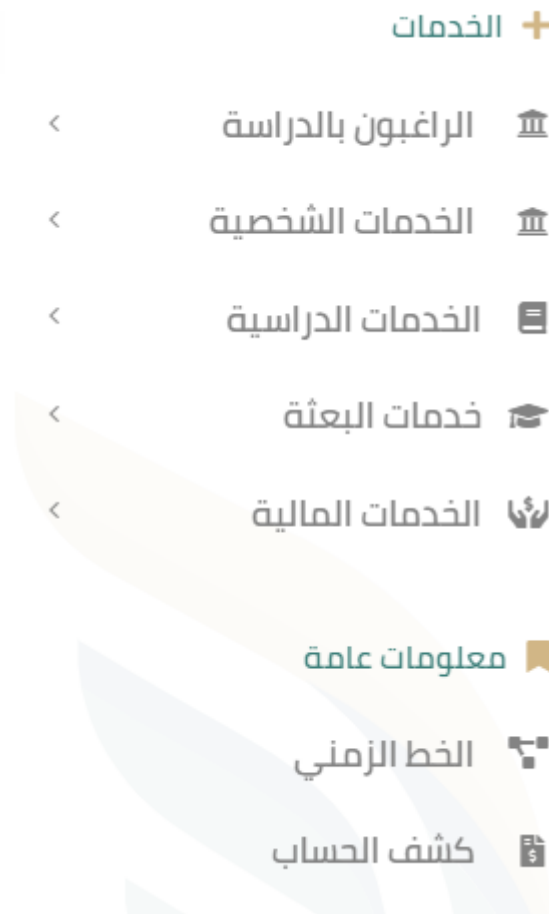 الخدمات
الراغبون بالدراسة
الخدمات الشخصية
الخدمات الدراسية
خدمات البعثة
الخدمات المالية
معلومات عامة
الخط الزمني
كشف الحساب